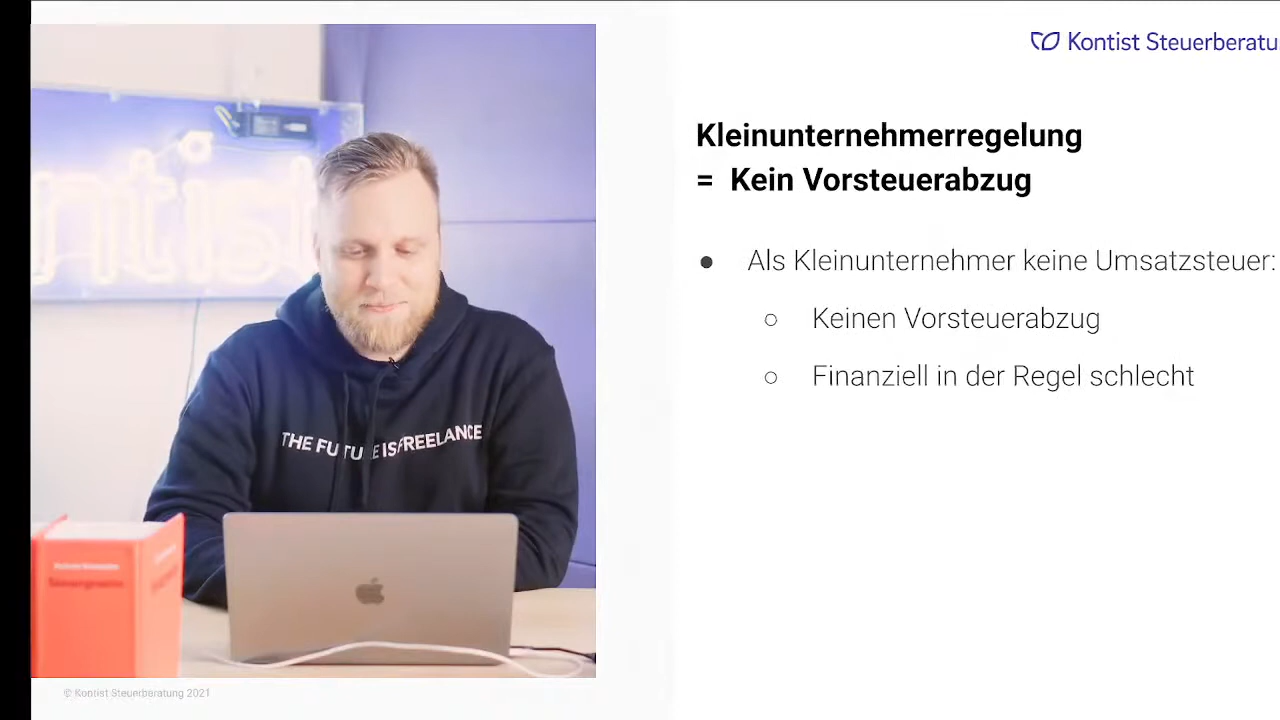 Kontist Steuerberatu
Kleinunternehmerregelung
= Kein Vorsteuerabzug
● Als Kleinunternehmer keine Umsatzsteuer:
○ Keinen Vorsteuerabzug
○ Finanziell in der Regel schlecht
ntist
THE FUTURE IS FREELANCE
© Kontist Steuerberatung 2021